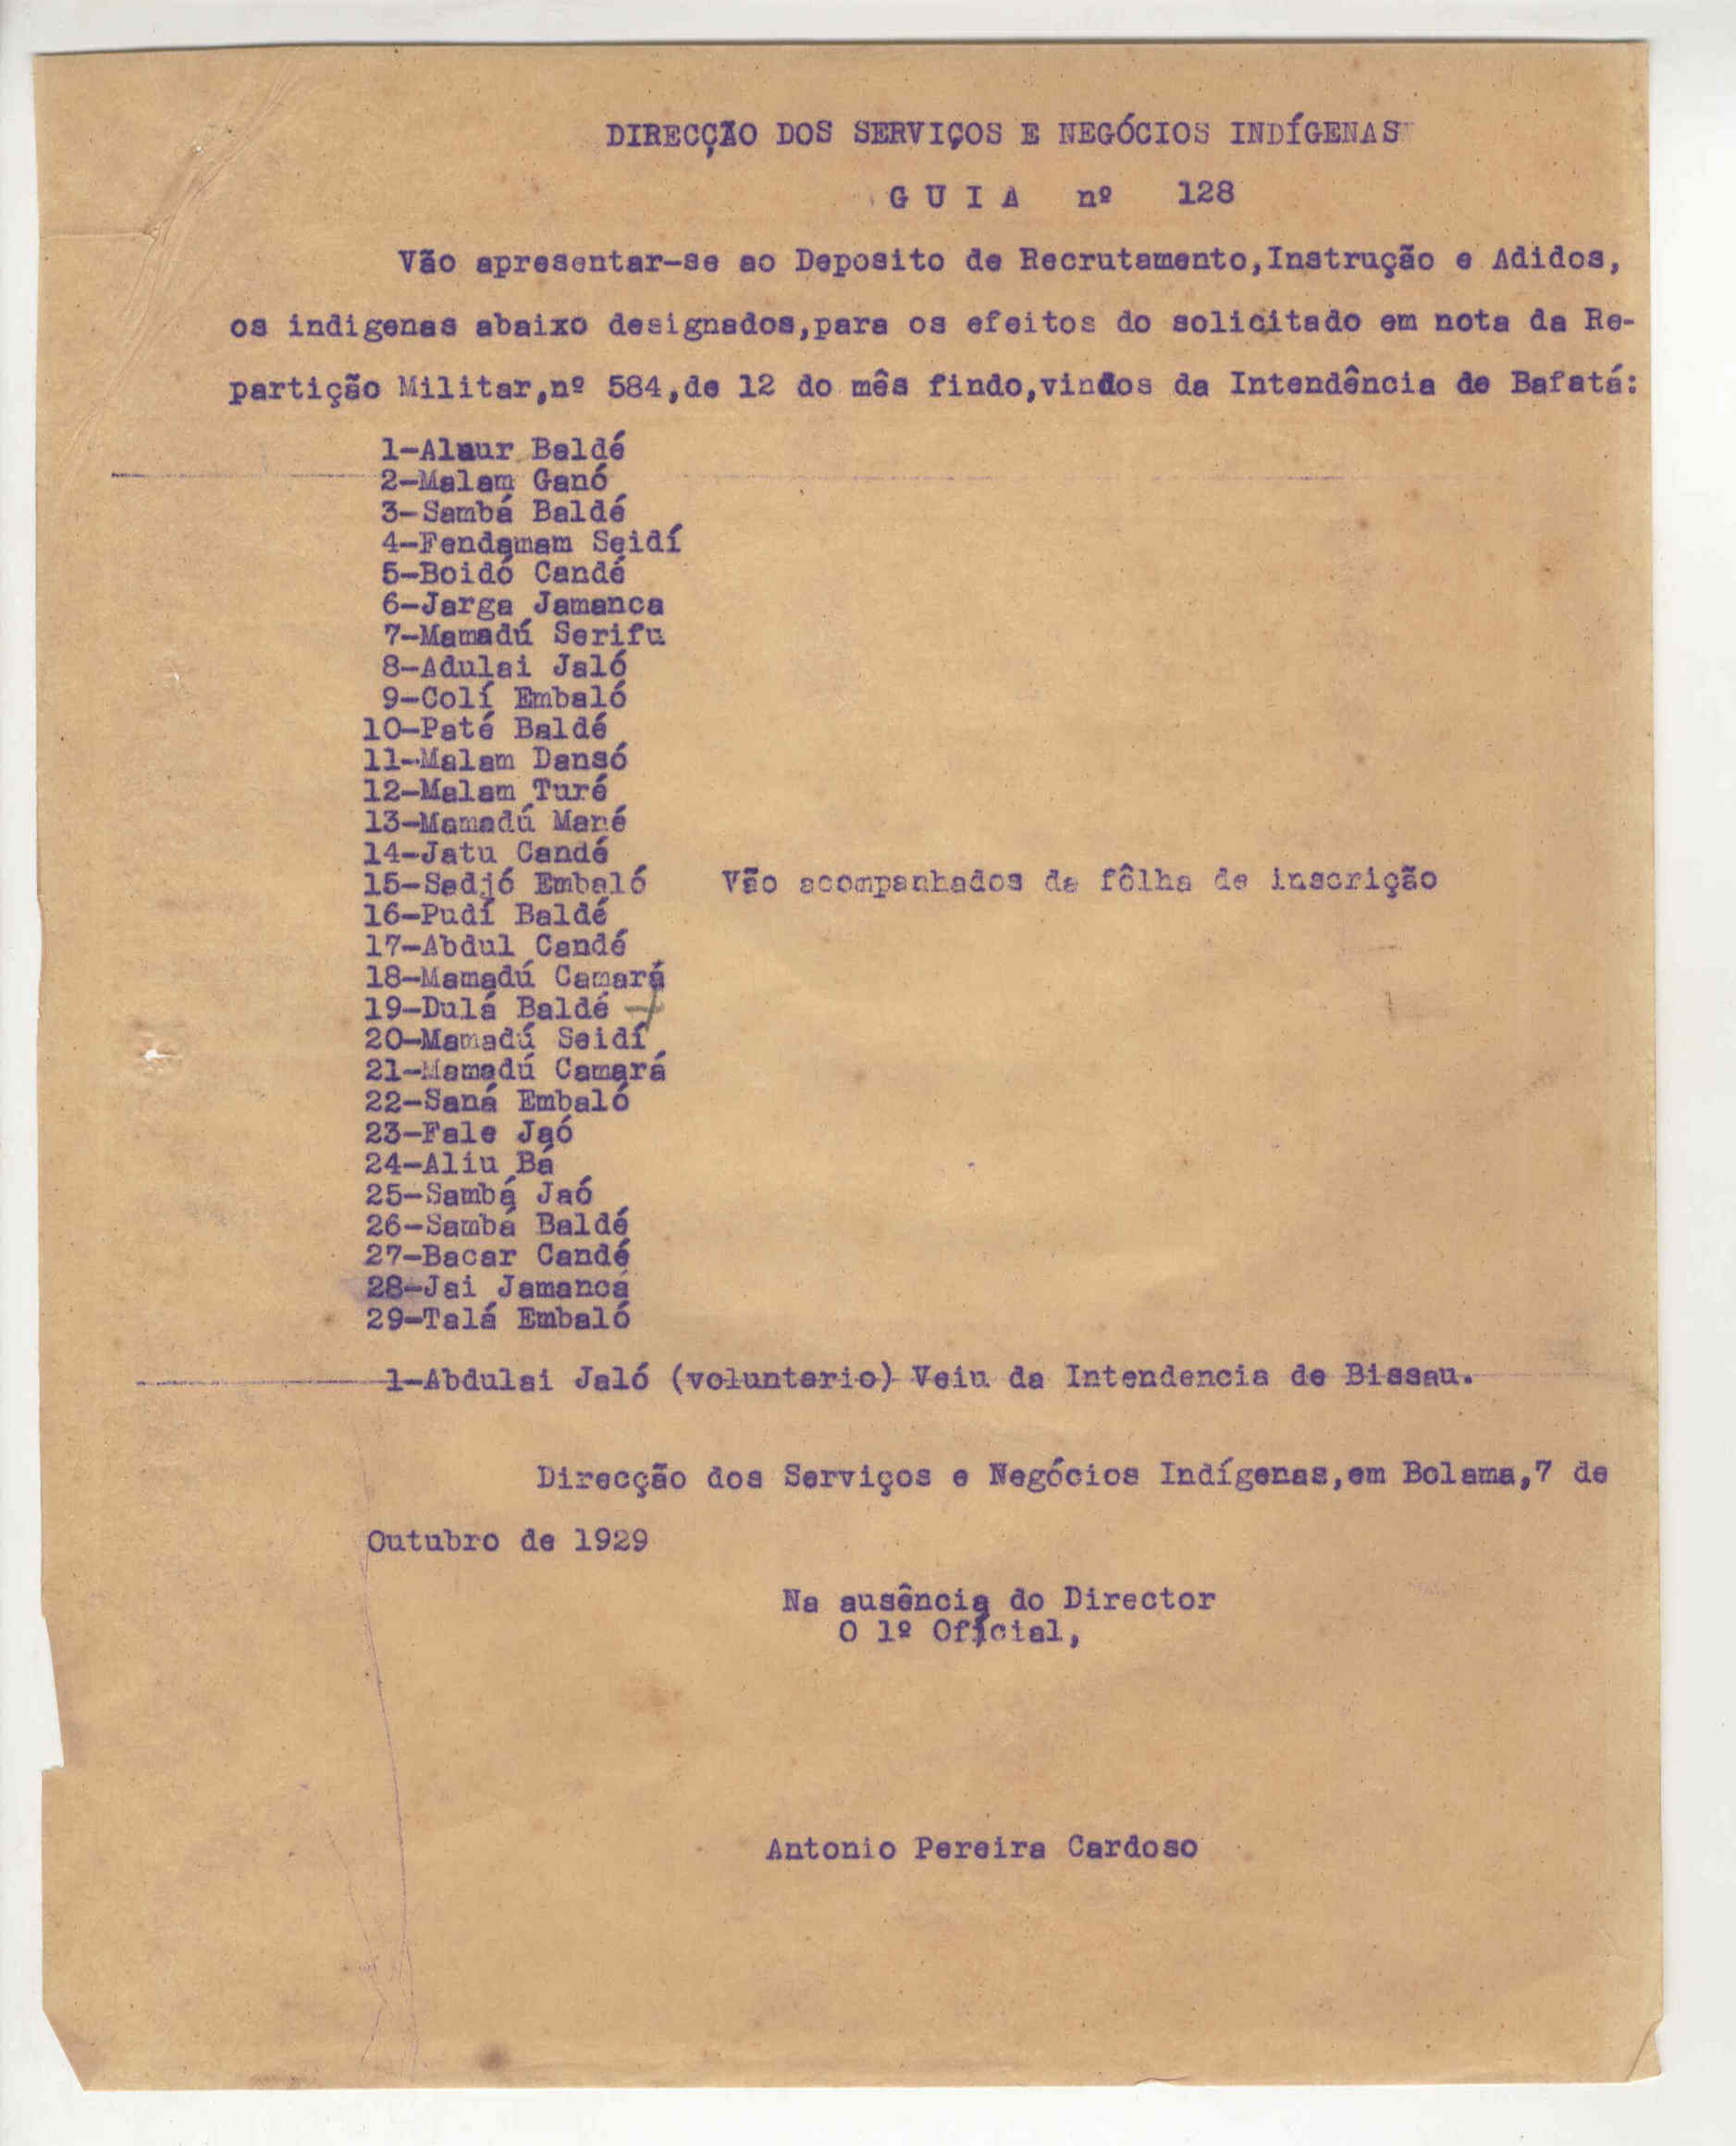 DIRECÇÃO DOS SERVIÇOS E NEGÓCIOS INDÍGENAS
G U I A nº 128
Vão apresentar-se ao Deposito de Recrutamento,Instrução e Adidos,
os indigenas abaixo designados,para os efeitos do solicitado em nota da Re-
partição Militar,nº 584,de 12 do mês findo,vindos da Intendência de Bafatá:
1-Baldé
2-Malam Ganó
3-Sambá Baldé
4-Fendamam Seidí
5-Boidó Candé
6-Jarga Jamanca
7-Mamadú Serifu
8-Adulai Jaló
9-Colí Embaló
10-Paté Baldé
11-Malam Dansó
12-Malam Turé
13-Mamadú Mané
14-Jatu Candé
15-Sadjó Embaló Vão acompanhados da fôlha de inscrição
16-Pudí Baldé
17-Abdul Candé
18-Mamadú Camará
19-Dulá Baldé
20-Mamadú Seidí
21-Mamadú Camará
22-Saná Embaló
23-Fale Jaó
24-Aliu Bá
25-Sambá Jaó
26-Sambá Baldé
27-Bacar Candé
28-Jai Jamancá
29-Talá Embaló
1-Abdulai Jaló (voluntario) Veiu da Intendencia de Bissau.
Direcção dos Serviços e Negócios Indígenas,em Bolama,7 de
Outubro de 1929
Na ausência do Director
O 1º Oficial,
Antonio Pereira Cardoso